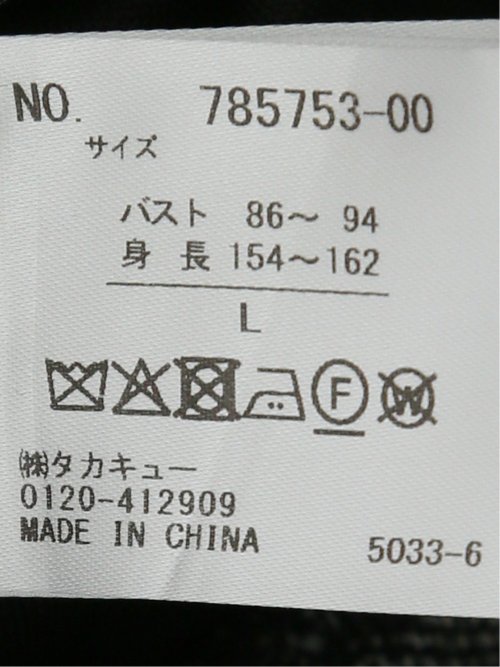 NO. 785753-00
サイズ
バスト 86～ 94
身 長 154～162
L
F W
㈱タカキュー
0120-412909
MADE IN CHINA
5033-6